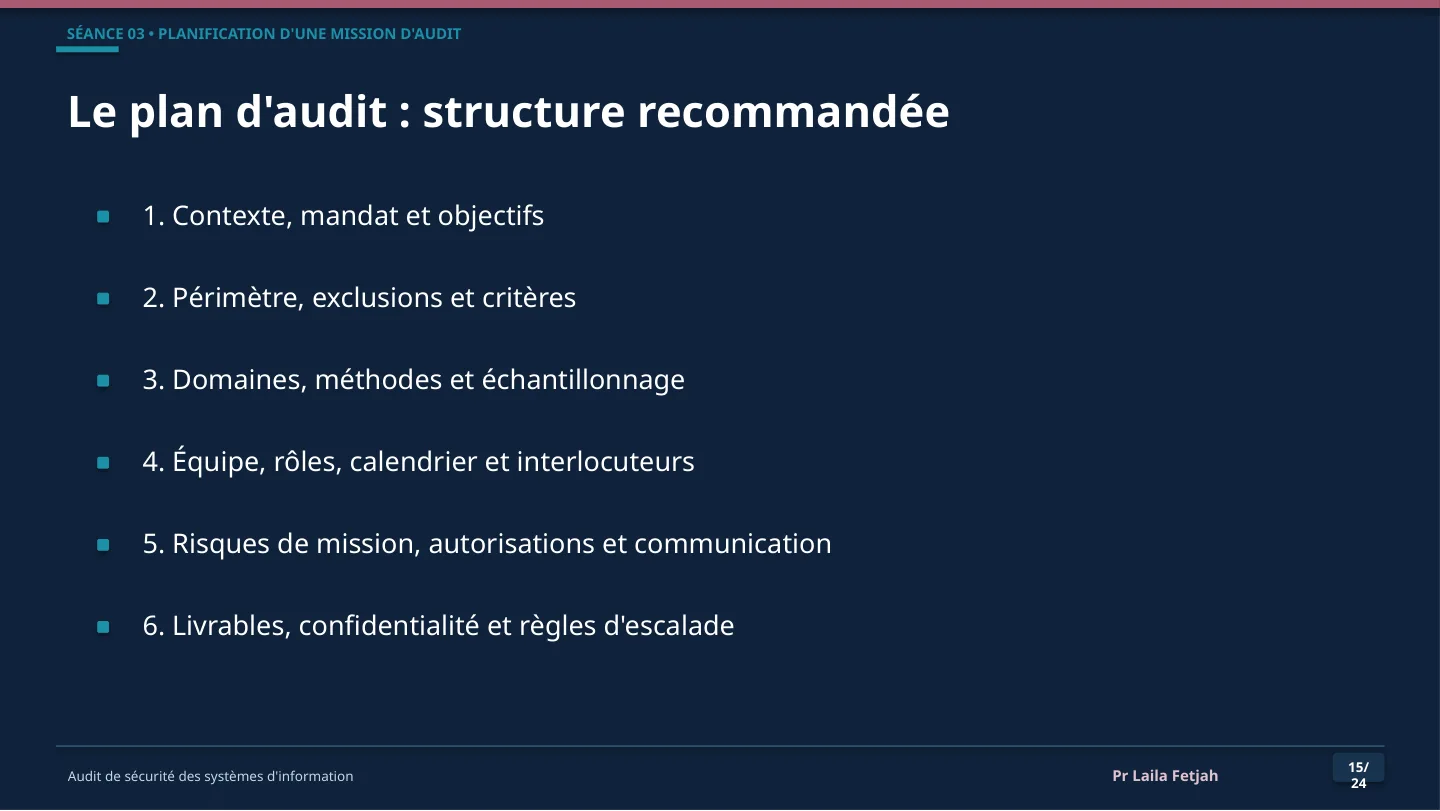 SÉANCE 03 • PLANIFICATION D'UNE MISSION D'AUDIT
Le plan d'audit : structure recommandée
1. Contexte, mandat et objectifs
2. Périmètre, exclusions et critères
3. Domaines, méthodes et échantillonnage
4. Équipe, rôles, calendrier et interlocuteurs
5. Risques de mission, autorisations et communication
6. Livrables, confidentialité et règles d'escalade
Audit de sécurité des systèmes d'information
Pr Laila Fetjah
15/
24